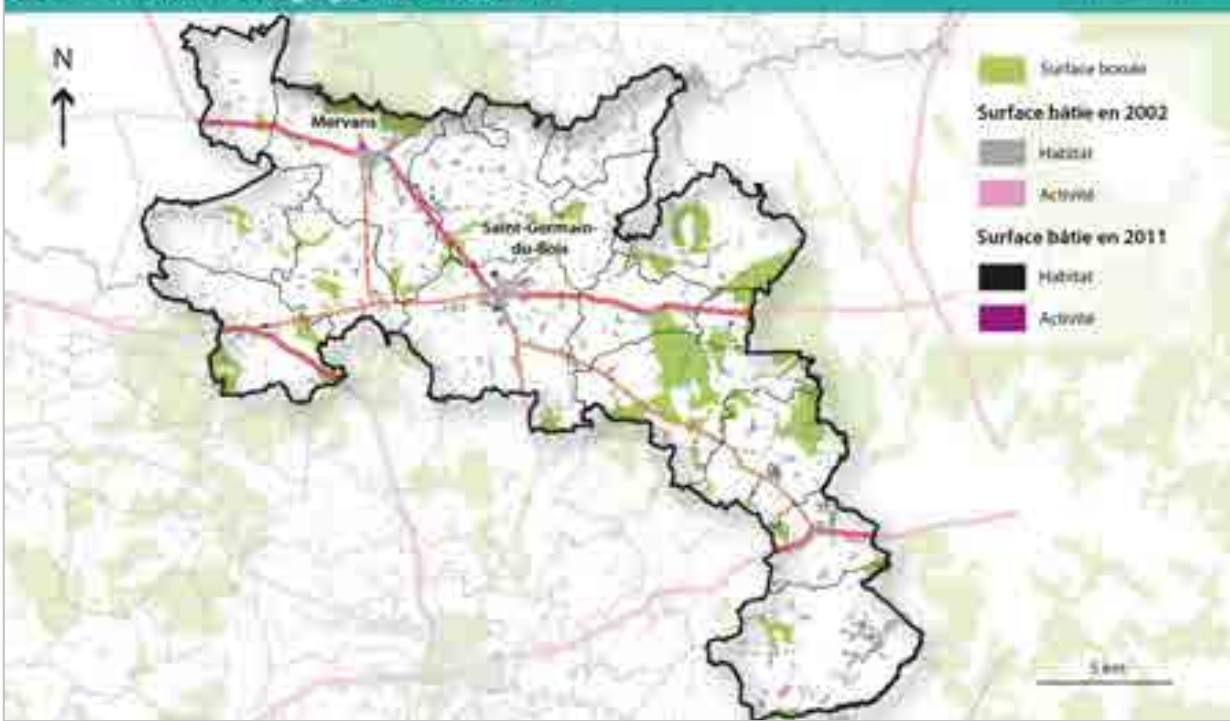 N
Mervans
Saint-Germain-
du-Bois
Surface boisée
Surface bâtie en 2002
Habitat
Activité
Surface bâtie en 2011
Habitat
Activité
5 km